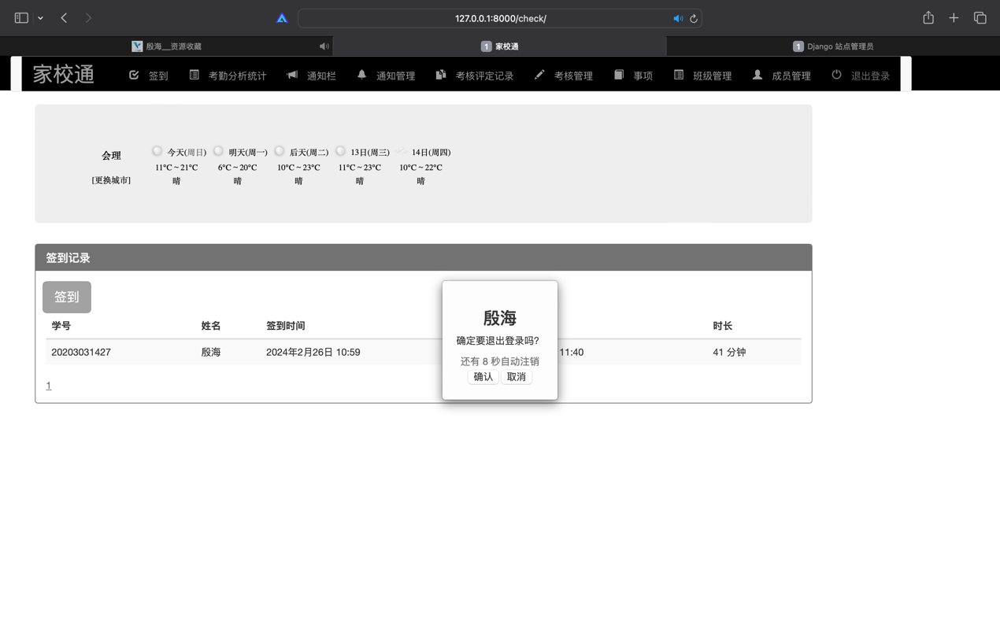 127.0.0.1:8000/check/
殷海__资源收藏
1 家校通
1 Django 站点管理员
家校通 签到 考勤分析统计 通知栏 通知管理 考核评定记录 考核管理 事项 班级管理 成员管理 退出登录
会理
[更换城市]
今天(周日) 明天(周一) 后天(周二) 13日(周三) 14日(周四)
11°C ~ 21°C 6°C ~ 20°C 10°C ~ 23°C 11°C ~ 23°C 10°C ~ 22°C
晴 晴 晴 晴 晴
签到记录
签到
学号 姓名 签到时间 时长
20203031427 殷海 2024年2月26日 10:59 11:40 41 分钟
1
殷海
确定要退出登录吗?
还有 8 秒自动注销
确认 取消